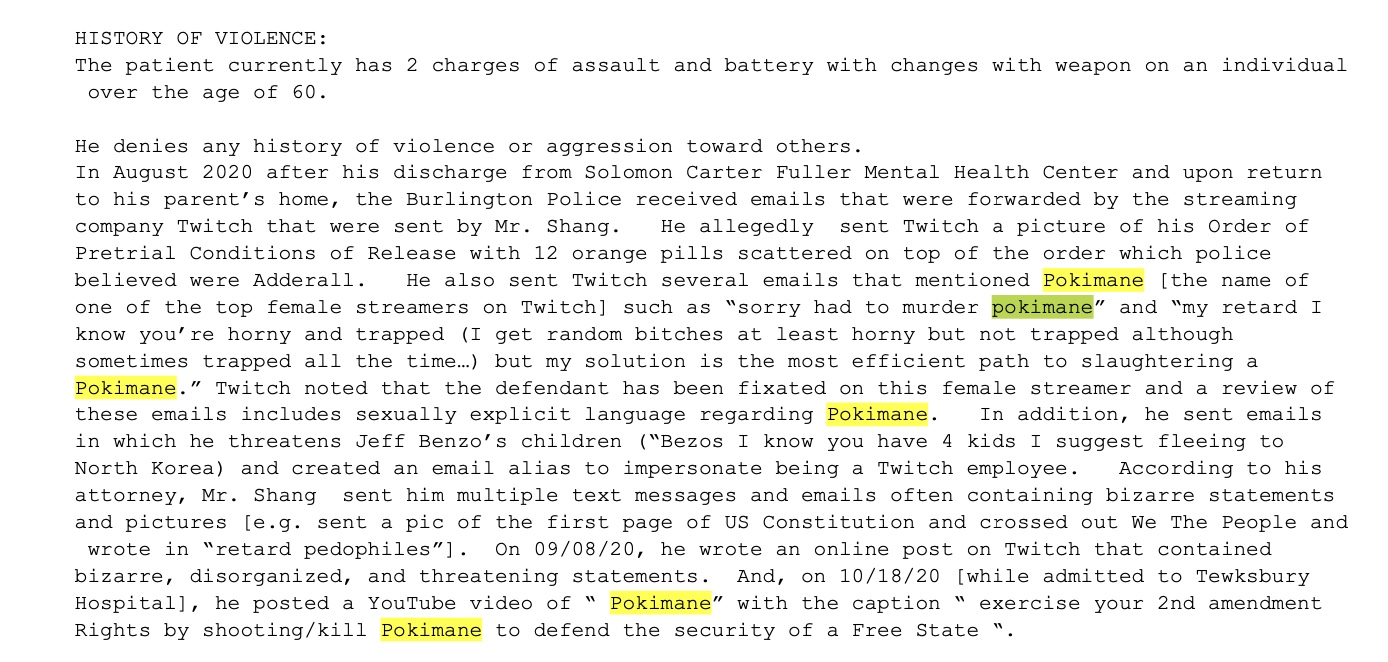 HISTORY OF VIOLENCE:
The patient currently has 2 charges of assault and battery with changes with weapon on an individual
over the age of 60.
He denies any history of violence or aggression toward others.
In August 2020 after his discharge from Solomon Carter Fuller Mental Health Center and upon return
to his parent’s home, the Burlington Police received emails that were forwarded by the streaming
company Twitch that were sent by Mr. Shang. He allegedly sent Twitch a picture of his Order of
Pretrial Conditions of Release with 12 orange pills scattered on top of the order which police
believed were Adderall. He also sent Twitch several emails that mentioned Pokimane [the name of
one of the top female streamers on Twitch] such as “sorry had to murder pokimane” and “my retard I
know you’re horny and trapped (I get random bitches at least horny but not trapped although
sometimes trapped all the time…) but my solution is the most efficient path to slaughtering a
Pokimane.” Twitch noted that the defendant has been fixated on this female streamer and a review of
these emails includes sexually explicit language regarding Pokimane. In addition, he sent emails
in which he threatens Jeff Benzo’s children (“Bezos I know you have 4 kids I suggest fleeing to
North Korea) and created an email alias to impersonate being a Twitch employee. According to his
attorney, Mr. Shang sent him multiple text messages and emails often containing bizarre statements
and pictures [e.g. sent a pic of the first page of US Constitution and crossed out We The People and
wrote in “retard pedophiles”]. On 09/08/20, he wrote an online post on Twitch that contained
bizarre, disorganized, and threatening statements. And, on 10/18/20 [while admitted to Tewksbury
Hospital], he posted a YouTube video of “ Pokimane” with the caption “ exercise your 2nd amendment
Rights by shooting/kill Pokimane to defend the security of a Free State “.